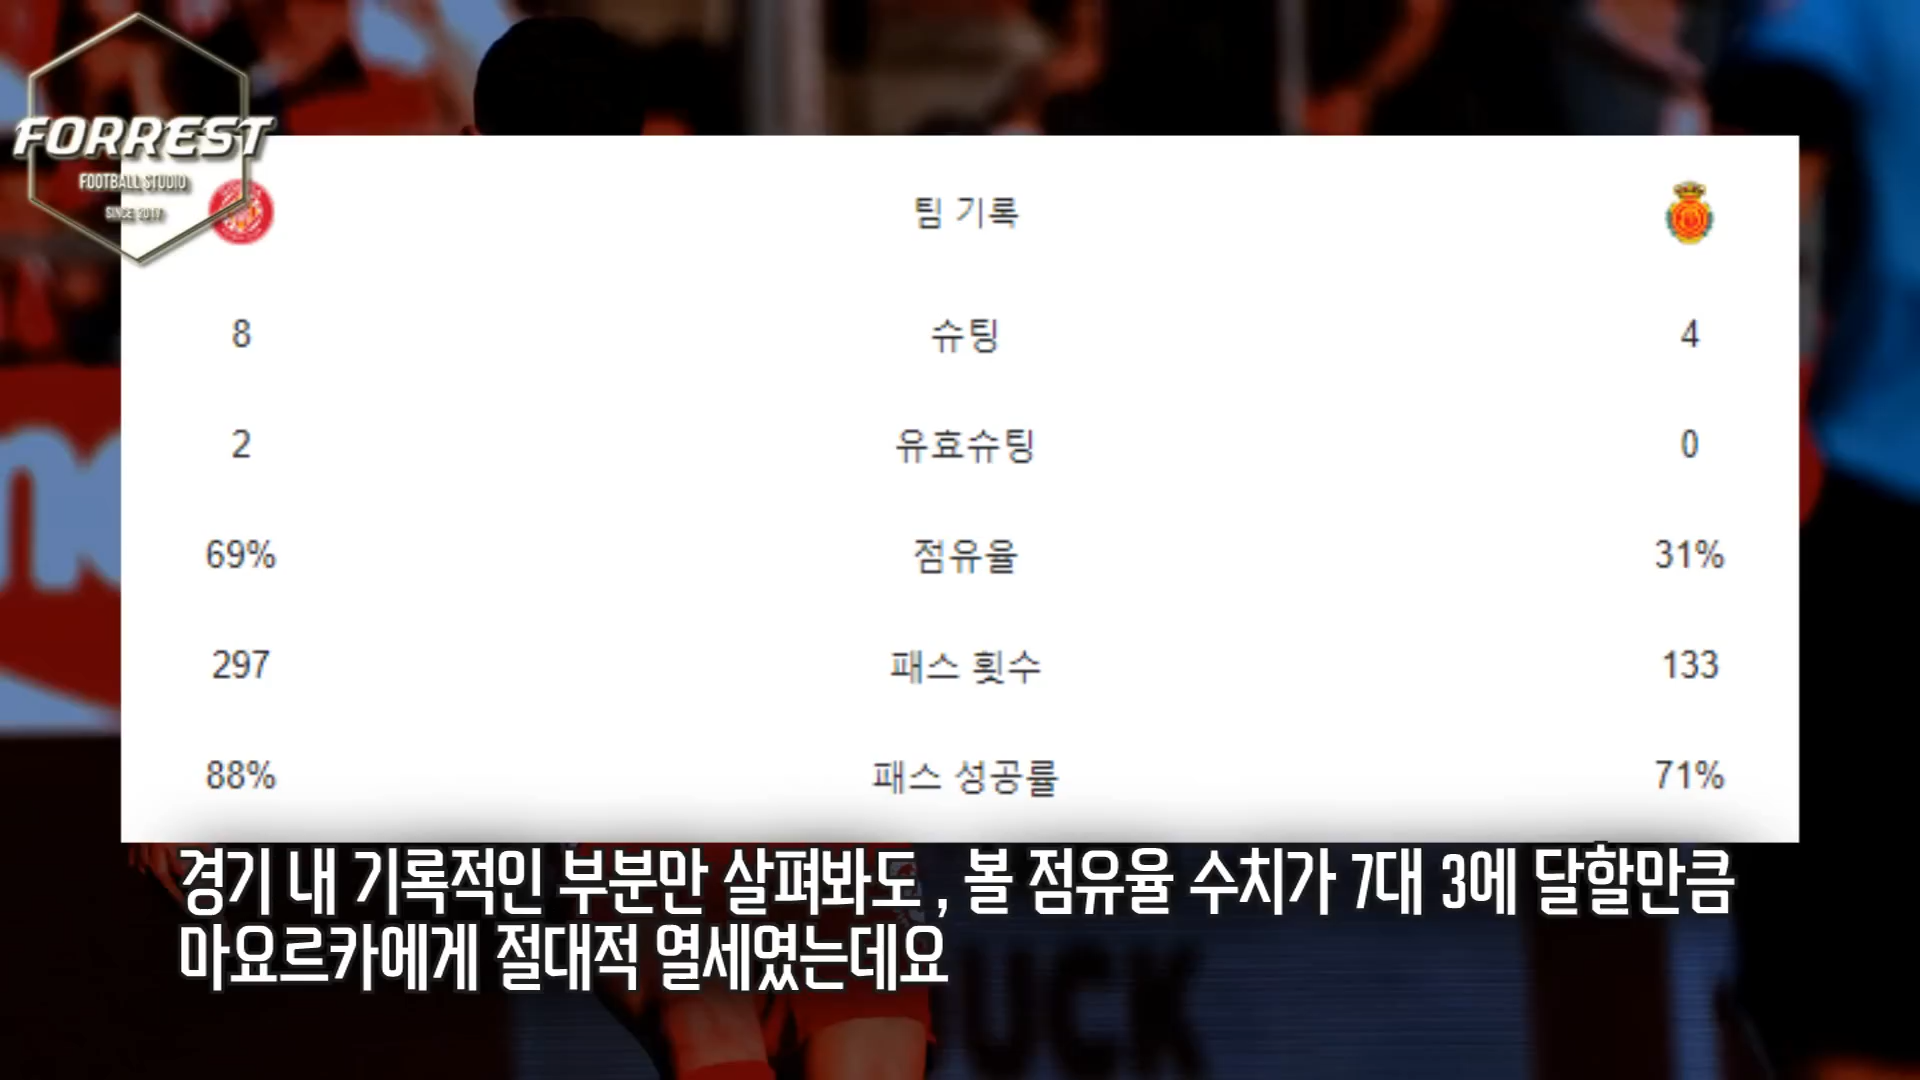 FORREST
FOOTBALL STUDIO
SINCE 2017
팀 기록
8 슈팅 4
2 유효슈팅 0
69% 점유율 31%
297 패스 횟수 133
88% 패스 성공률 71%
경기 내 기록적인 부분만 살펴봐도, 볼 점유율 수치가 7대 3에 달할만큼
마요르카에게 절대적 열세였는데요
UCK